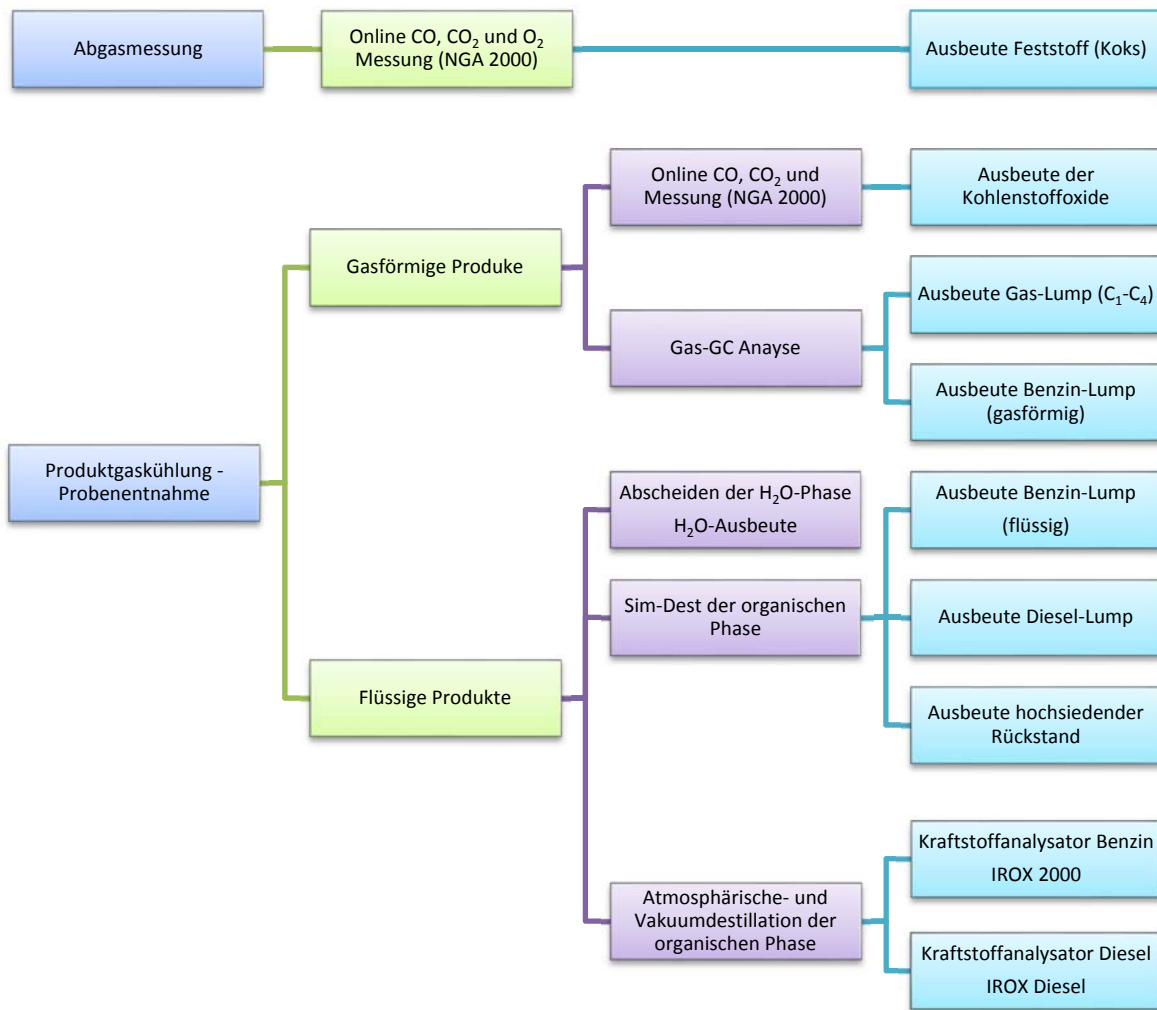 Abgasmessung
Online CO, CO₂ und O₂
Messung (NGA 2000)
Ausbeute Feststoff (Koks)
Online CO, CO₂ und
Messung (NGA 2000)
Ausbeute der
Kohlenstoffoxide
Gasförmige Produke
Ausbeute Gas-Lump (C₁-C₄)
Gas-GC Anayse
Ausbeute Benzin-Lump
(gasförmig)
Produktgaskühlung -
Probenentnahme
Abscheiden der H₂O-Phase
H₂O-Ausbeute
Ausbeute Benzin-Lump
(flüssig)
Sim-Dest der organischen
Phase
Ausbeute Diesel-Lump
Flüssige Produkte
Ausbeute hochsiedender
Rückstand
Atmosphärische- und
Vakuumdestillation der
organischen Phase
Kraftstoffanalysator Benzin
IROX 2000
Kraftstoffanalysator Diesel
IROX Diesel